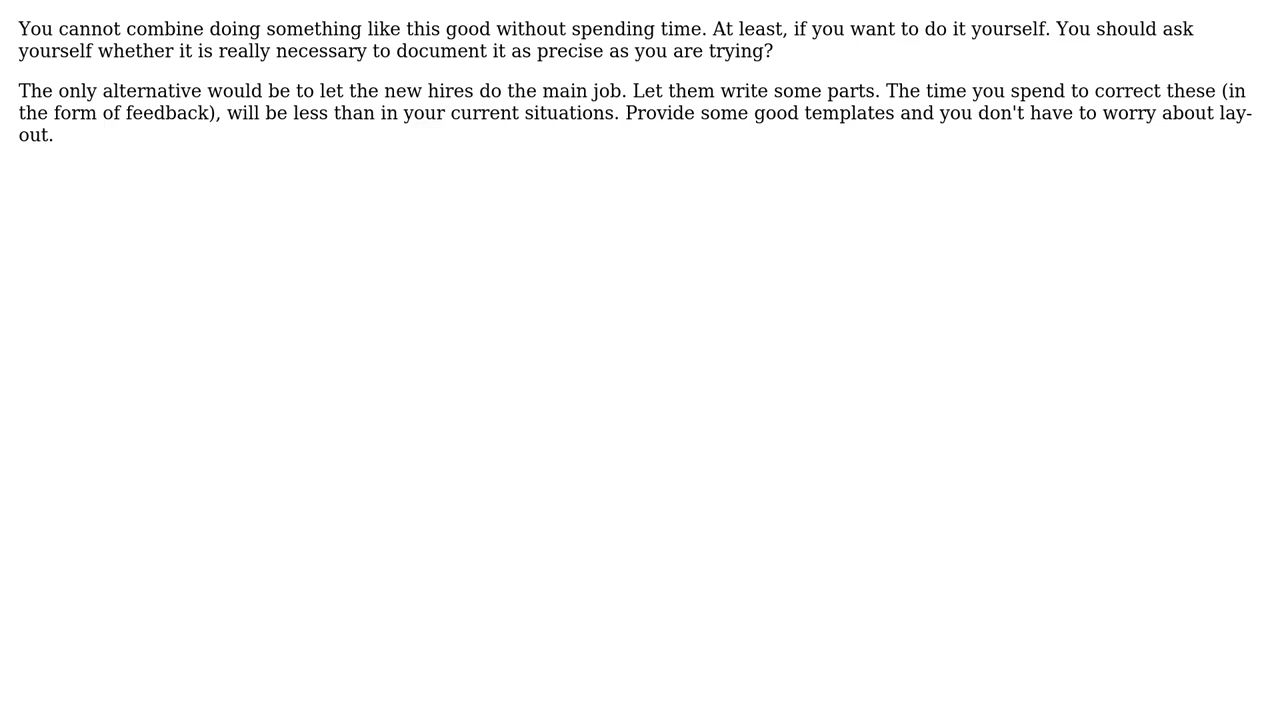 You cannot combine doing something like this good without spending time. At least, if you want to do it yourself. You should ask
yourself whether it is really necessary to document it as precise as you are trying?
The only alternative would be to let the new hires do the main job. Let them write some parts. The time you spend to correct these (in
the form of feedback), will be less than in your current situations. Provide some good templates and you don't have to worry about lay-
out.